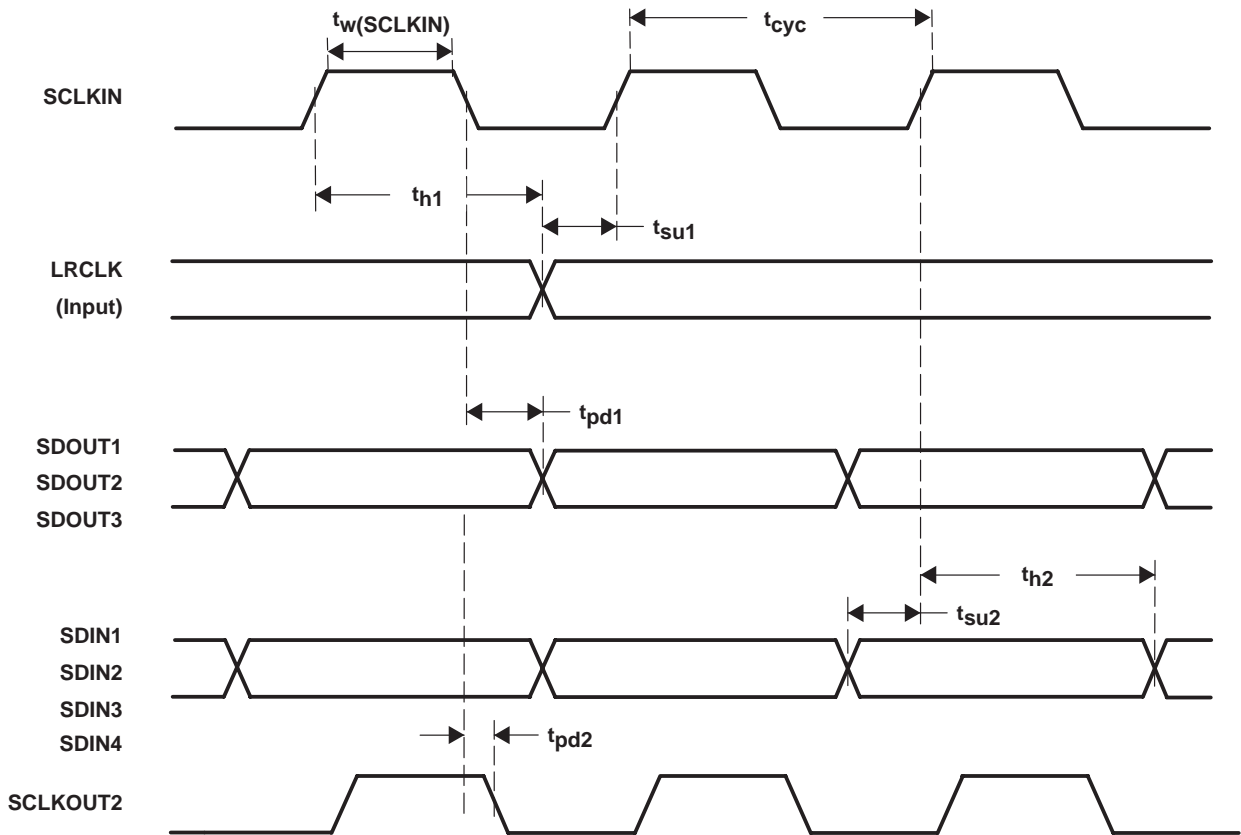 tw(SCLKIN)
tcyc
SCLKIN
th1
tsu1
LRCLK
(Input)
tpd1
SDOUT1
SDOUT2
SDOUT3
th2
tsu2
SDIN1
SDIN2
SDIN3
SDIN4
tpd2
SCLKOUT2